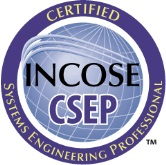 CERTIFIED
INCOSE
CSEP
SYSTEMS ENGINEERING PROFESSIONAL
TM